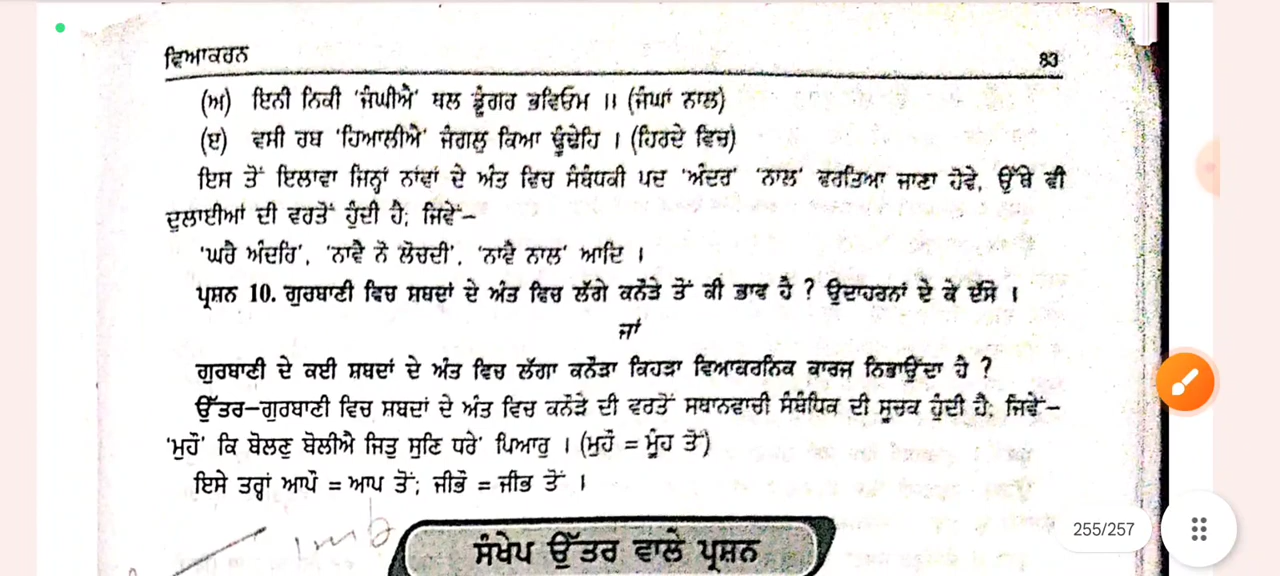 ਵਿਆਕਰਨ 83
(ਅ) ਇਨੀ ਨਿਕੀ 'ਜੰਘੀਐ' ਥਲ ਡੂੰਗਰ ਭਵਿਓਮ ।। (ਜੰਘਾਂ ਨਾਲ)
(ੲ) ਵਸੀ ਰਬ 'ਹਿਆਲੀਐ' ਜੰਗਲੁ ਕਿਆ ਢੂੰਢੇਹਿ । (ਹਿਰਦੇ ਵਿਚ)
ਇਸ ਤੋਂ ਇਲਾਵਾ ਜਿਨ੍ਹਾਂ ਨਾਂਵਾਂ ਦੇ ਅੰਤ ਵਿਚ ਸੰਬੰਧਕੀ ਪਦ 'ਅੰਦਰ' 'ਨਾਲ' ਵਰਤਿਆ ਜਾਣਾ ਹੋਵੇ, ਉੱਥੇ ਵੀ
ਦੁਲਾਈਆਂ ਦੀ ਵਰਤੋਂ ਹੁੰਦੀ ਹੈ; ਜਿਵੇਂ–
'ਘਰੈ ਅੰਦਰਿ', 'ਨਾਵੈ ਨੋ ਲੋਚਦੀ', 'ਨਾਵੈ ਨਾਲ' ਆਦਿ ।
ਪ੍ਰਸ਼ਨ 10. ਗੁਰਬਾਣੀ ਵਿਚ ਸ਼ਬਦਾਂ ਦੇ ਅੰਤ ਵਿਚ ਲੱਗੇ ਕਨੌੜੇ ਤੋਂ ਕੀ ਭਾਵ ਹੈ ? ਉਦਾਹਰਨਾਂ ਦੇ ਕੇ ਦੱਸੋ ।
ਜਾਂ
ਗੁਰਬਾਣੀ ਦੇ ਕਈ ਸ਼ਬਦਾਂ ਦੇ ਅੰਤ ਵਿਚ ਲੱਗਾ ਕਨੌੜਾ ਕਿਹੜਾ ਵਿਆਕਰਨਿਕ ਕਾਰਜ ਨਿਭਾਉਂਦਾ ਹੈ ?
ਉੱਤਰ–ਗੁਰਬਾਣੀ ਵਿਚ ਸ਼ਬਦਾਂ ਦੇ ਅੰਤ ਵਿਚ ਕਨੌੜੇ ਦੀ ਵਰਤੋਂ ਸਥਾਨਵਾਚੀ ਸੰਬੰਧਿਕ ਦੀ ਸੂਚਕ ਹੁੰਦੀ ਹੈ; ਜਿਵੇਂ–
'ਮੁਹੌ' ਕਿ ਬੋਲਣੁ ਬੋਲੀਐ ਜਿਤੁ ਸੁਣਿ ਧਰੇ' ਪਿਆਰੁ । (ਮੁਹੌ = ਮੂੰਹ ਤੋਂ)
ਇਸੇ ਤਰ੍ਹਾਂ ਆਪੌ = ਆਪ ਤੋਂ; ਜੀਭੌ = ਜੀਭ ਤੋਂ ।
Imb
ਸੰਖੇਪ ਉੱਤਰ ਵਾਲੇ ਪ੍ਰਸ਼ਨ
255/257